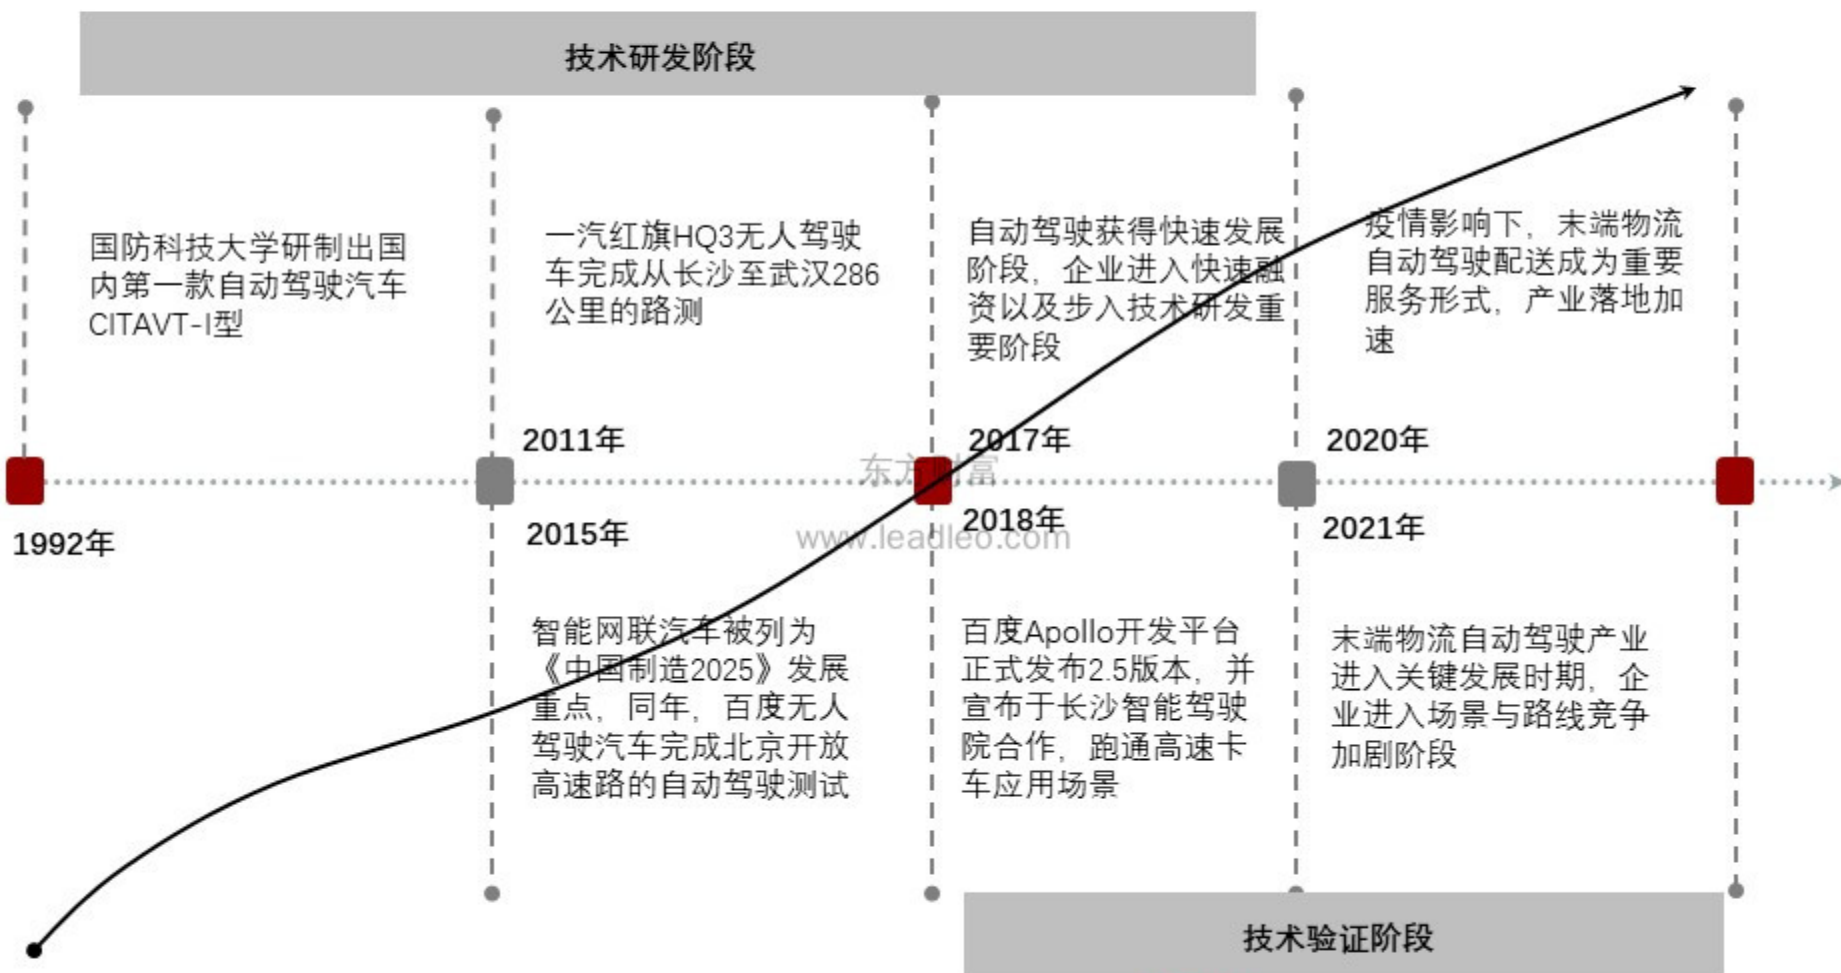 技术研发阶段
国防科技大学研制出国
内第一款自动驾驶汽车
CITAVT-I型
一汽红旗HQ3无人驾驶
车完成从长沙至武汉286
公里的路测
自动驾驶获得快速发展
阶段，企业进入快速融
资以及步入技术研发重
要阶段
疫情影响下，末端物流
自动驾驶配送成为重要
服务形式，产业落地加
速
2011年
2017年
2020年
东方财富
1992年
2015年
2018年
2021年
www.leadleo.com
智能网联汽车被列为
《中国制造2025》发展
重点，同年，百度无人
驾驶汽车完成北京开放
高速路的自动驾驶测试
百度Apollo开发平台
正式发布2.5版本，并
宣布于长沙智能驾驶
院合作，跑通高速卡
车应用场景
末端物流自动驾驶产业
进入关键发展时期，企
业进入场景与路线竞争
加剧阶段
技术验证阶段